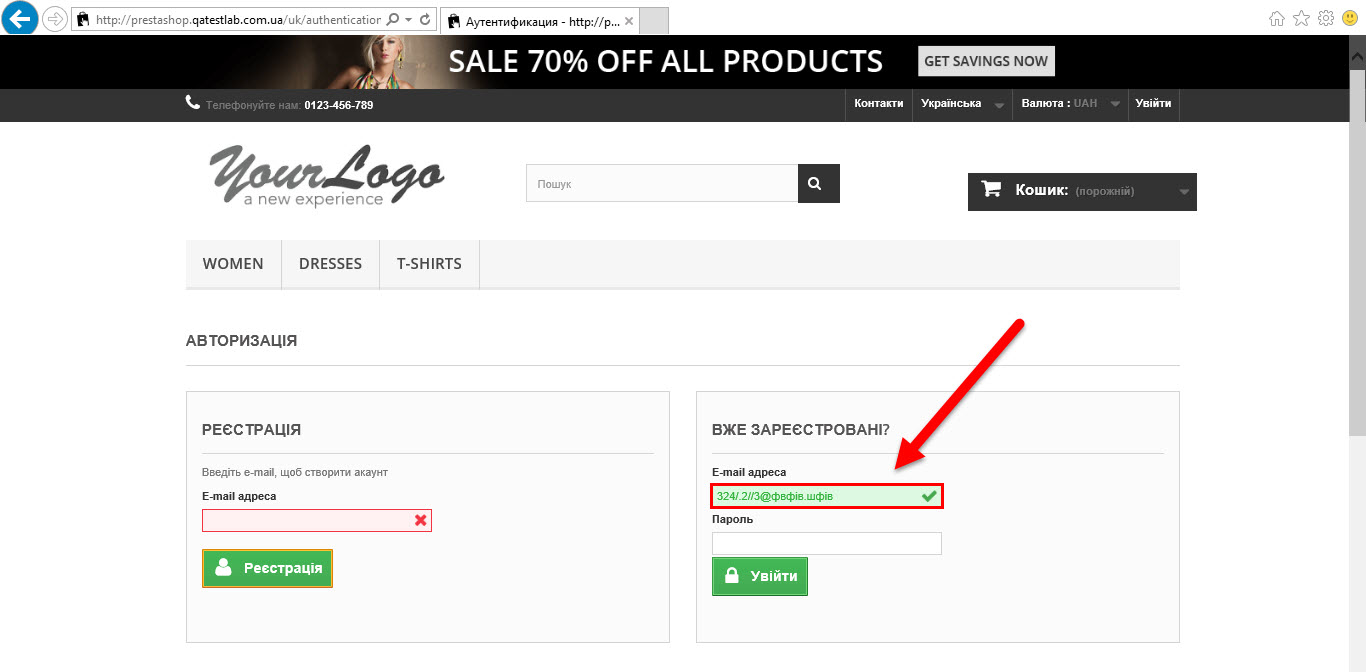 http://prestashop.qatestlab.com.ua/uk/authentication
Аутентификация - http://p...
SALE 70% OFF ALL PRODUCTS
GET SAVINGS NOW
Телефонуйте нам: 0123-456-789
Контакти
Українська
Валюта : UAH
Увійти
YourLogo
a new experience
Пошук
Кошик: (порожній)
WOMEN
DRESSES
T-SHIRTS
АВТОРИЗАЦІЯ
РЕЄСТРАЦІЯ
Введіть e-mail, щоб створити акаунт
E-mail адреса
Реєстрація
ВЖЕ ЗАРЕЄСТРОВАНІ?
E-mail адреса
324/.2//3@фвфів.шфів
Пароль
Увійти